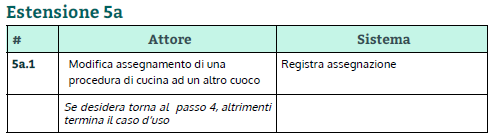 Estensione 5a
# Attore Sistema
5a.1 Modifica assegnamento di una Registra assegnazione
procedura di cucina ad un altro cuoco
Se desidera torna al passo 4, altrimenti
termina il caso d'uso